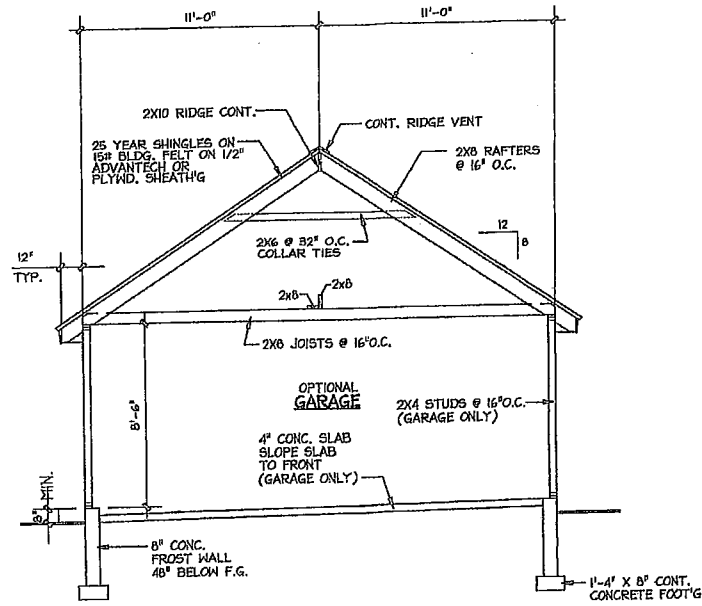 11'-0"
11'-0"
2X10 RIDGE CONT.
CONT. RIDGE VENT
25 YEAR SHINGLES ON
15# BLDG. FELT ON 1/2"
ADVANTECH OR
PLYWD. SHEATH'G
2X8 RAFTERS
@ 16" O.C.
12
8
2X6 @ 32" O.C.
COLLAR TIES
12"
TYP.
2x8
2x8
2X8 JOISTS @ 16"O.C.
8'-6"
OPTIONAL
GARAGE
2X4 STUDS @ 16"O.C.
(GARAGE ONLY)
4" CONC. SLAB
SLOPE SLAB
TO FRONT
(GARAGE ONLY)
8" MIN.
8" CONC.
FROST WALL
48" BELOW F.G.
1'-4" X 8" CONT.
CONCRETE FOOT'G